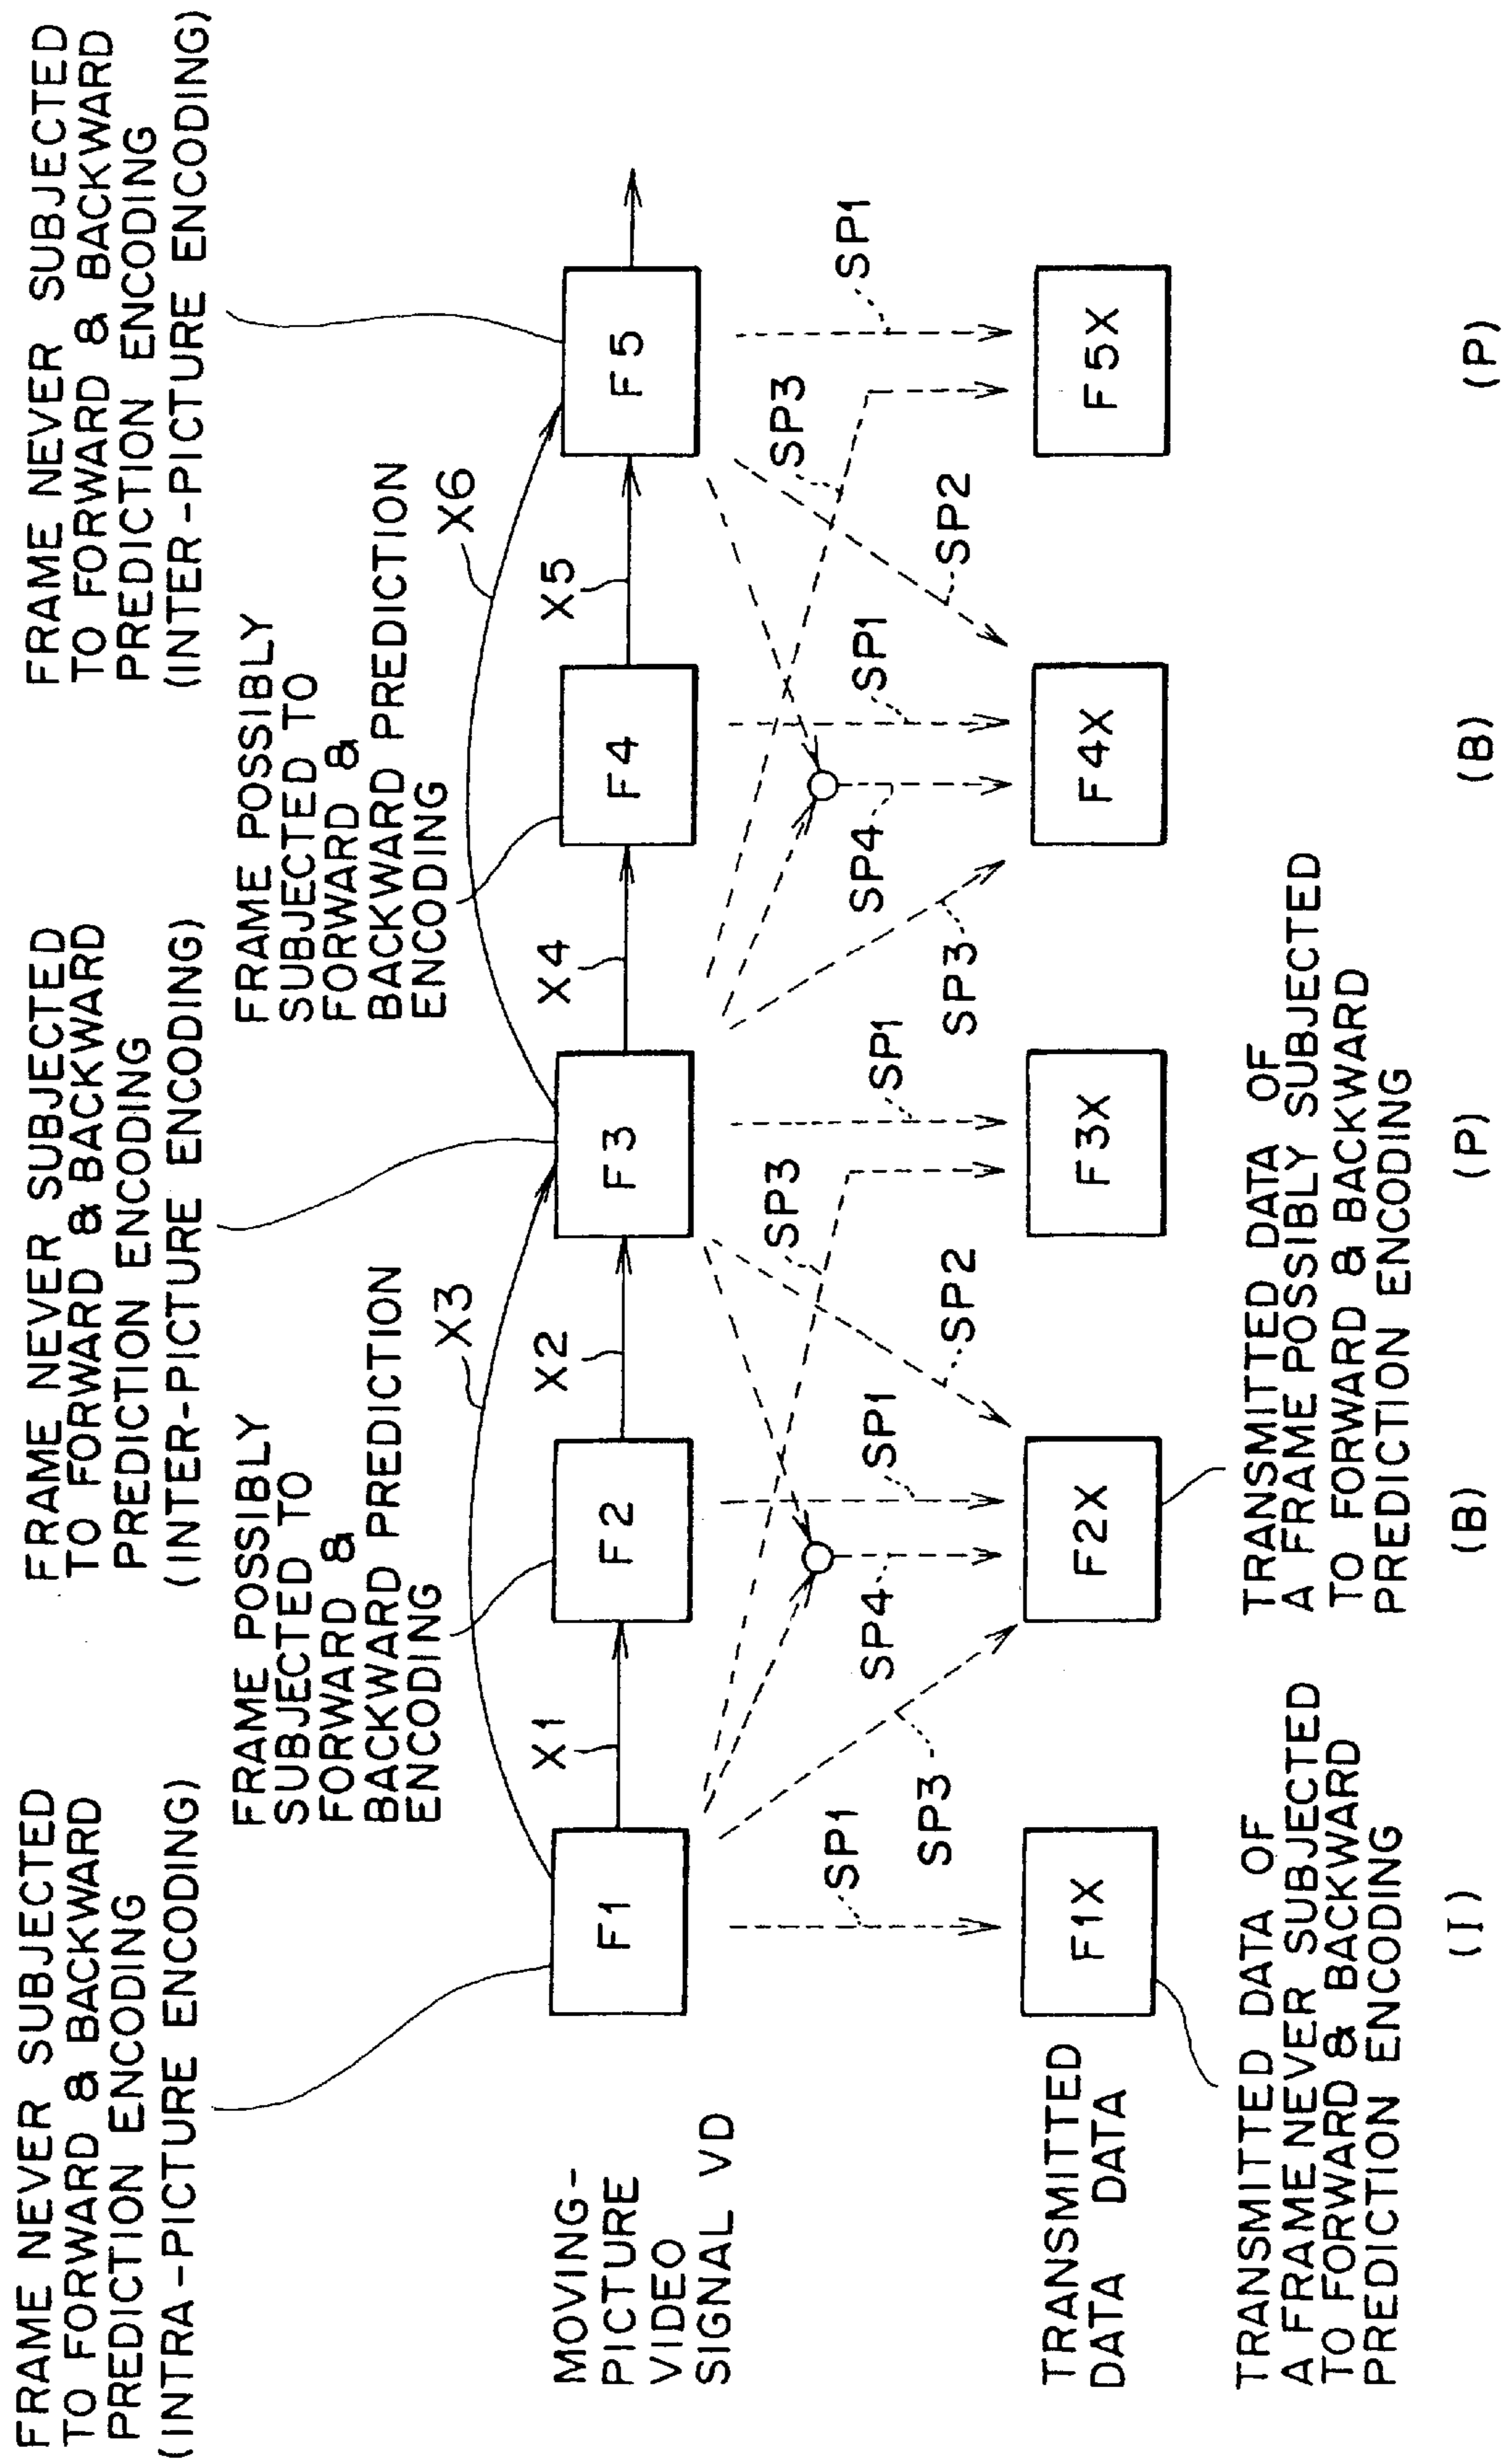 FRAME NEVER SUBJECTED
TO FORWARD & BACKWARD
PREDICTION ENCODING
(INTRA-PICTURE ENCODING)
FRAME NEVER SUBJECTED
TO FORWARD & BACKWARD
PREDICTION ENCODING
(INTER-PICTURE ENCODING)
FRAME NEVER SUBJECTED
TO FORWARD & BACKWARD
PREDICTION ENCODING
(INTER-PICTURE ENCODING)
FRAME POSSIBLY
SUBJECTED TO
FORWARD &
BACKWARD PREDICTION
ENCODING
FRAME POSSIBLY
SUBJECTED TO
FORWARD &
BACKWARD PREDICTION
ENCODING
X3
X6
X1
X2
X4
X5
MOVING-
PICTURE
VIDEO
SIGNAL VD
F1
F2
F3
F4
F5
SP1
SP3
SP4
SP1
SP2
SP3
SP1
SP3
SP4
SP1
SP2
SP3
SP1
TRANSMITTED
DATA DATA
F1X
F2X
F3X
F4X
F5X
TRANSMITTED DATA OF
A FRAME NEVER SUBJECTED
TO FORWARD & BACKWARD
PREDICTION ENCODING
TRANSMITTED DATA OF
A FRAME POSSIBLY SUBJECTED
TO FORWARD & BACKWARD
PREDICTION ENCODING
(I)
(B)
(P)
(B)
(P)